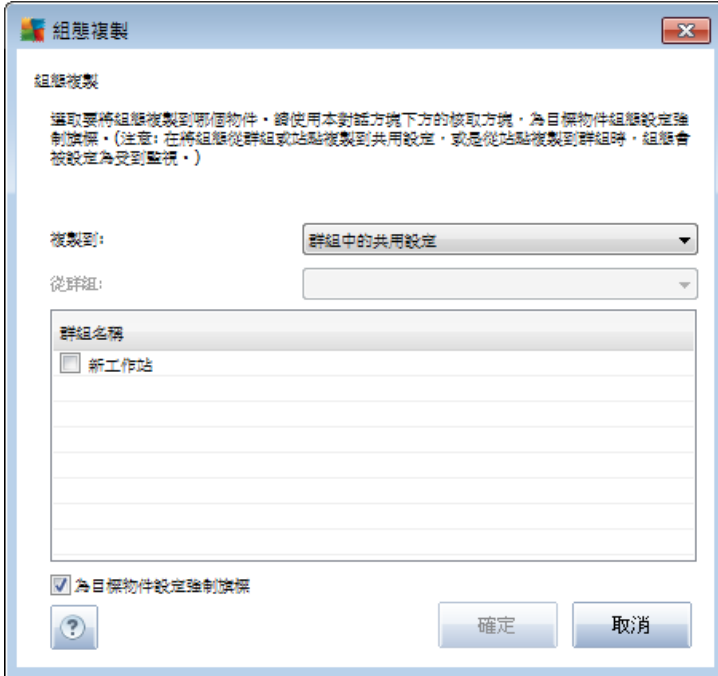 組態複製
組態複製
選取要將組態複製到哪個物件。請使用本對話方塊下方的核取方塊，為目標物件組態設定強
制旗標。(注意: 在將組態從群組或站點複製到共用設定，或是從站點複製到群組時，組態會
被設定為受到監視。)
複製到:
群組中的共用設定
從群組:
群組名稱
新工作站
為目標物件設定強制旗標
?
確定
取消